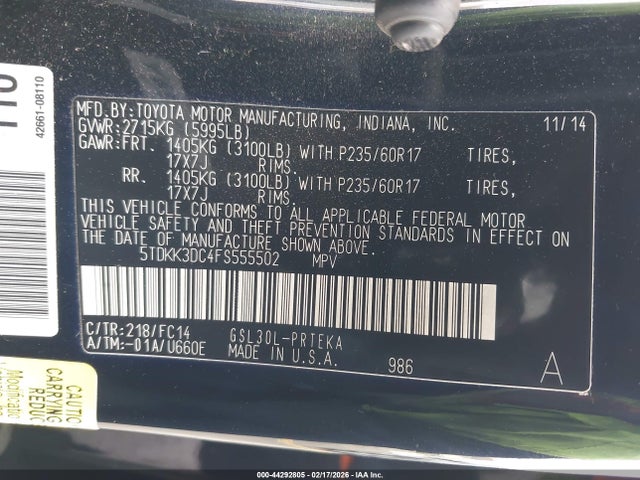 MFD.BY:TOYOTA MOTOR MANUFACTURING, INDIANA, INC. 11/14
GVWR:2715KG (5995LB)
GAWR:FRT. 1405KG (3100LB) WITH P235/60R17 TIRES,
17X7J RIMS.
RR. 1405KG (3100LB) WITH P235/60R17 TIRES,
17X7J RIMS.
THIS VEHICLE CONFORMS TO ALL APPLICABLE FEDERAL MOTOR
VEHICLE SAFETY AND THEFT PREVENTION STANDARDS IN EFFECT ON
THE DATE OF MANUFACTURE SHOWN ABOVE.
5TDKK3DC4FS555502 MPV
C/TR:218/FC14 GSL30L-PRTEKA
A/TM:-01A/U660E MADE IN U.S.A. 986 A
42661-08110
CAUTI
CARRYING
REDUC
000-44292805 - 02/17/2026 - IAA Inc.